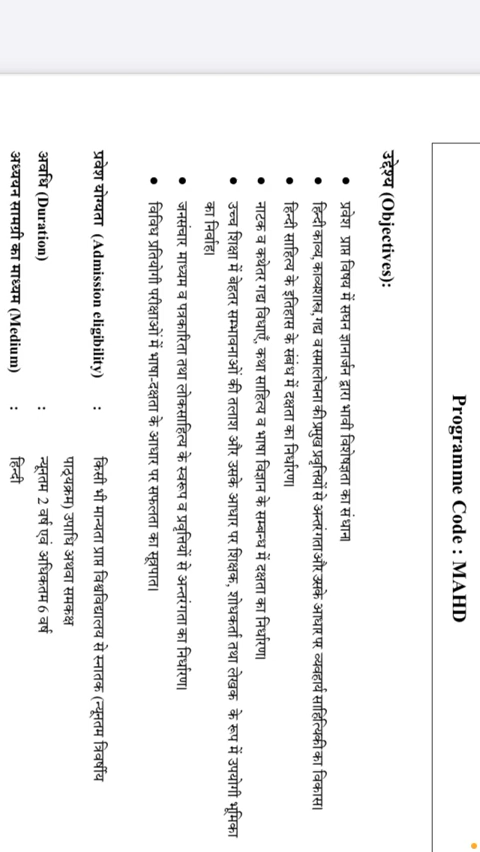 Programme Code : MAHD
उद्देश्य (Objectives):
● प्रवेश प्राप्त विषय में सघन ज्ञानार्जन द्वारा भावी विशेषज्ञता का संधान।
● हिन्दी काव्य, काव्यशास्त्र, गद्य व समालोचना की प्रमुख प्रवृत्तियों से अन्तरंगता और उसके आधार पर व्यवहार्य साहित्यिकी का विकास।
● हिन्दी साहित्य के इतिहास के संबंध में दक्षता का निर्धारण।
● नाटक व कथेतर गद्य विधाएँ, कथा साहित्य व भाषा विज्ञान के सम्बन्ध में दक्षता का निर्धारण।
● उच्च शिक्षा में बेहतर सम्भावनाओं की तलाश और उसके आधार पर शिक्षक, शोधकर्ता तथा लेखक के रूप में उपयोगी भूमिका
का निर्वाह।
● जनसंचार माध्यम व पत्रकारिता तथा लोकसाहित्य के स्वरूप व प्रवृत्तियों से अन्तरंगता का निर्धारण।
● विविध प्रतियोगी परीक्षाओं में भाषा-दक्षता के आधार पर सफलता का सूत्रपात।
प्रवेश योग्यता (Admission eligibility) : किसी भी मान्यता प्राप्त विश्वविद्यालय से स्नातक (न्यूनतम त्रिवर्षीय
पाठ्यक्रम) उपाधि अथवा समकक्ष
अवधि (Duration) : न्यूनतम 2 वर्ष एवं अधिकतम 6 वर्ष
अध्ययन सामग्री का माध्यम (Medium) : हिन्दी